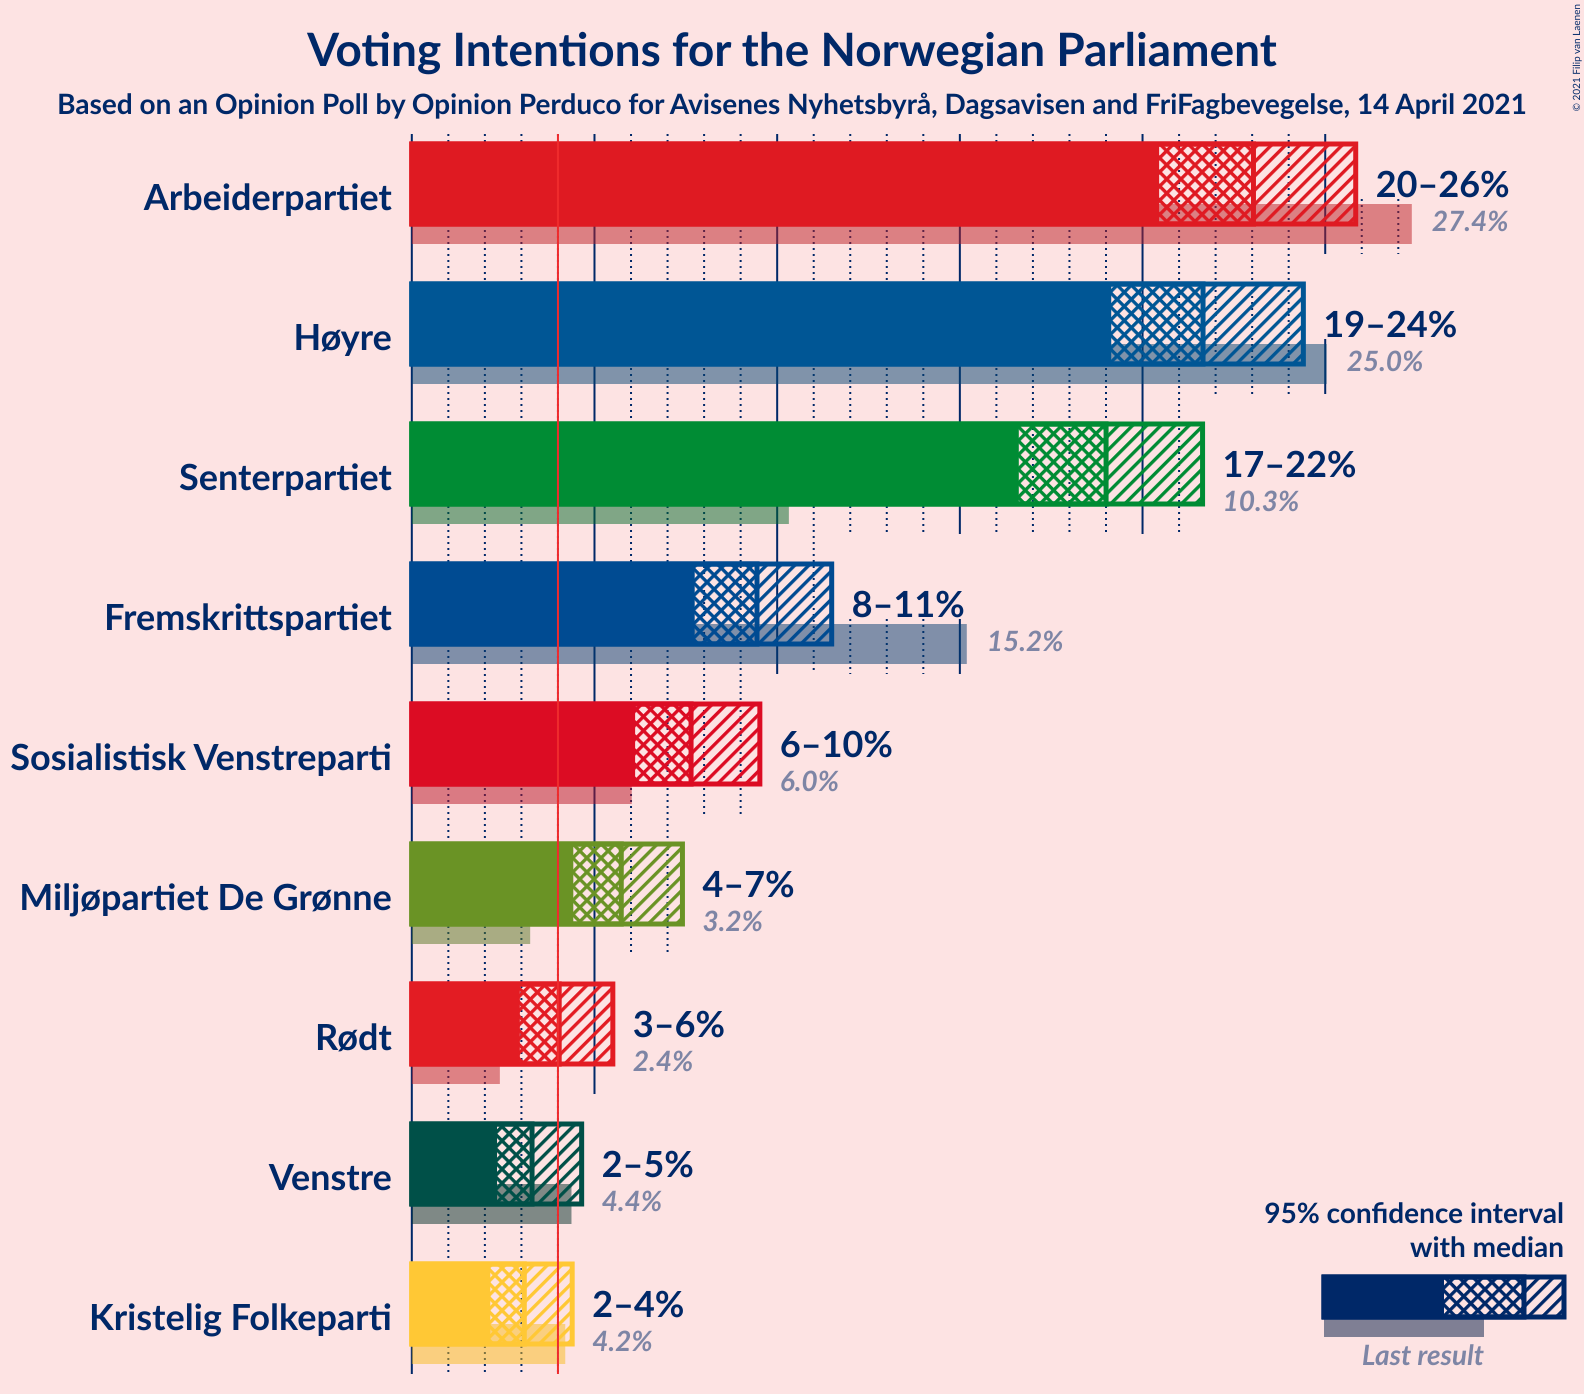 Voting Intentions for the Norwegian Parliament
Based on an Opinion Poll by Opinion Perduco for Avisenes Nyhetsbyrå, Dagsavisen and FriFagbevegelse, 14 April 2021
© 2021 Filip van Laenen
Arbeiderpartiet
20–26%
27.4%
Høyre
19–24%
25.0%
Senterpartiet
17–22%
10.3%
Fremskrittspartiet
8–11%
15.2%
Sosialistisk Venstreparti
6–10%
6.0%
Miljøpartiet De Grønne
4–7%
3.2%
Rødt
3–6%
2.4%
Venstre
2–5%
4.4%
Kristelig Folkeparti
2–4%
4.2%
95% confidence interval
with median
Last result